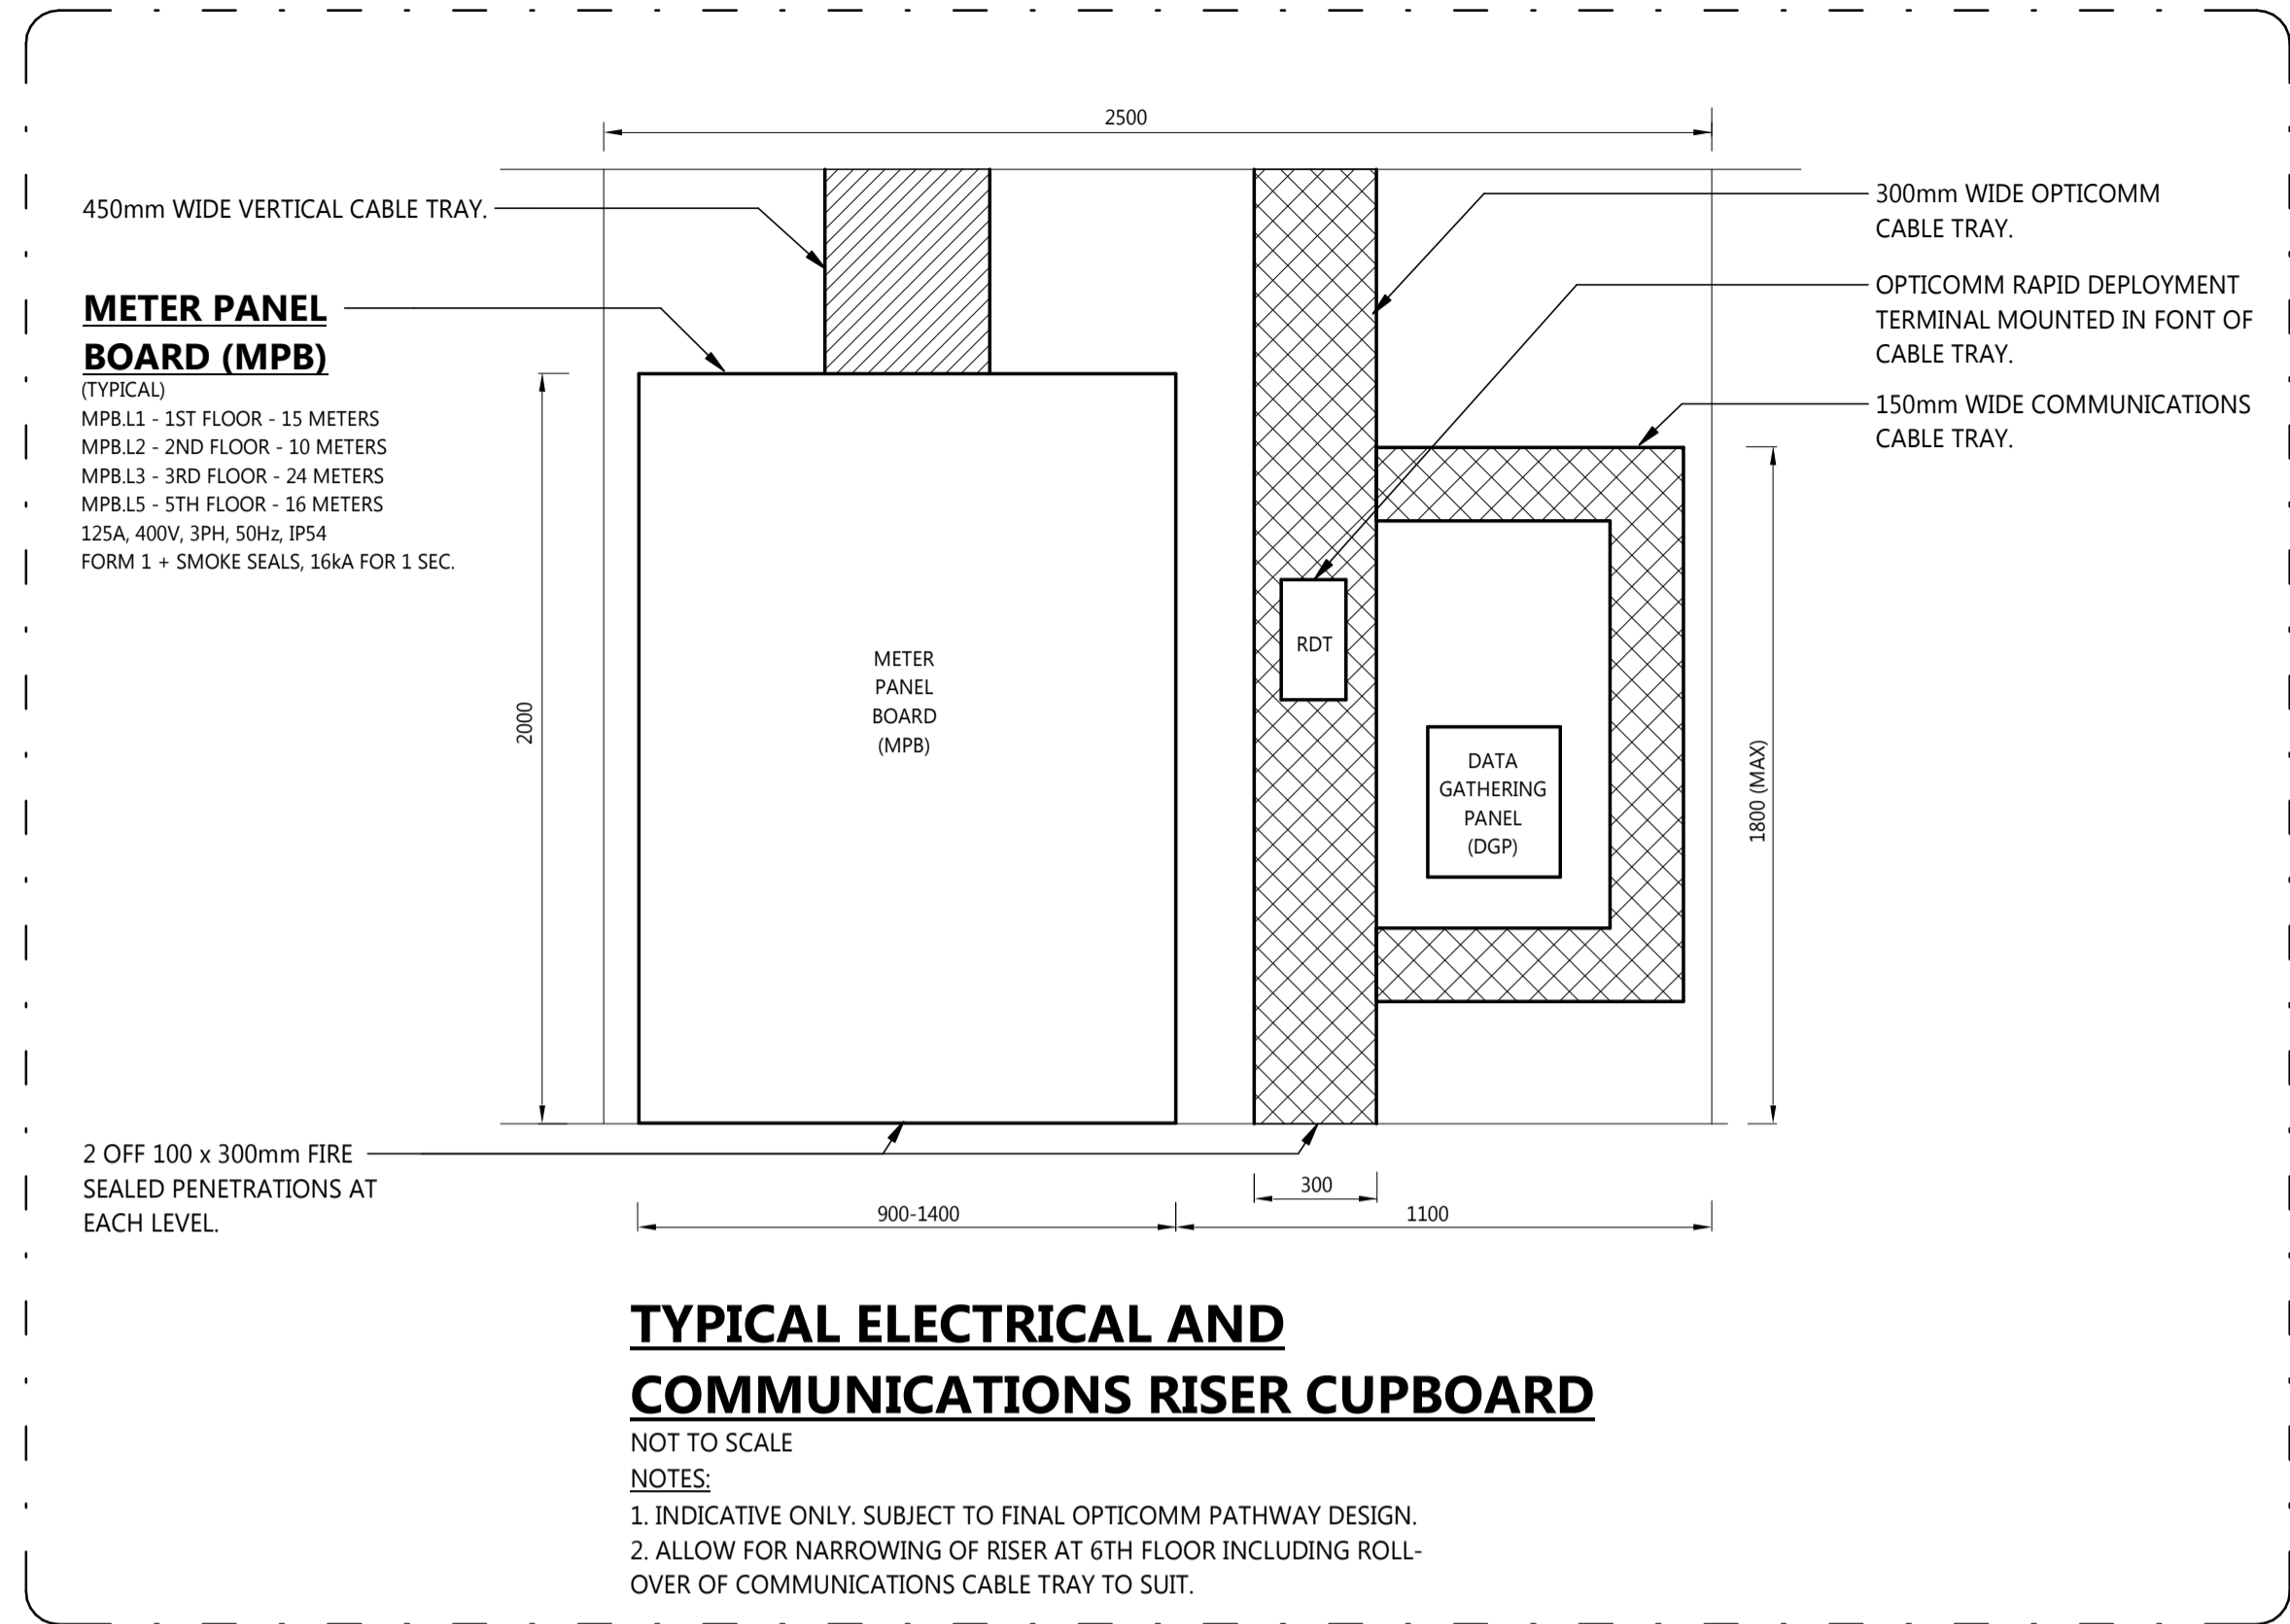 2500
450mm WIDE VERTICAL CABLE TRAY.
METER PANEL
BOARD (MPB)
(TYPICAL)
MPB.L1 - 1ST FLOOR - 15 METERS
MPB.L2 - 2ND FLOOR - 10 METERS
MPB.L3 - 3RD FLOOR - 24 METERS
MPB.L5 - 5TH FLOOR - 16 METERS
125A, 400V, 3PH, 50Hz, IP54
FORM 1 + SMOKE SEALS, 16kA FOR 1 SEC.
300mm WIDE OPTICOMM
CABLE TRAY.
OPTICOMM RAPID DEPLOYMENT
TERMINAL MOUNTED IN FONT OF
CABLE TRAY.
150mm WIDE COMMUNICATIONS
CABLE TRAY.
2000
METER
PANEL
BOARD
(MPB)
RDT
DATA
GATHERING
PANEL
(DGP)
1800 (MAX)
2 OFF 100 x 300mm FIRE
SEALED PENETRATIONS AT
EACH LEVEL.
300
900-1400
1100
TYPICAL ELECTRICAL AND
COMMUNICATIONS RISER CUPBOARD
NOT TO SCALE
NOTES:
1. INDICATIVE ONLY. SUBJECT TO FINAL OPTICOMM PATHWAY DESIGN.
2. ALLOW FOR NARROWING OF RISER AT 6TH FLOOR INCLUDING ROLL-
OVER OF COMMUNICATIONS CABLE TRAY TO SUIT.